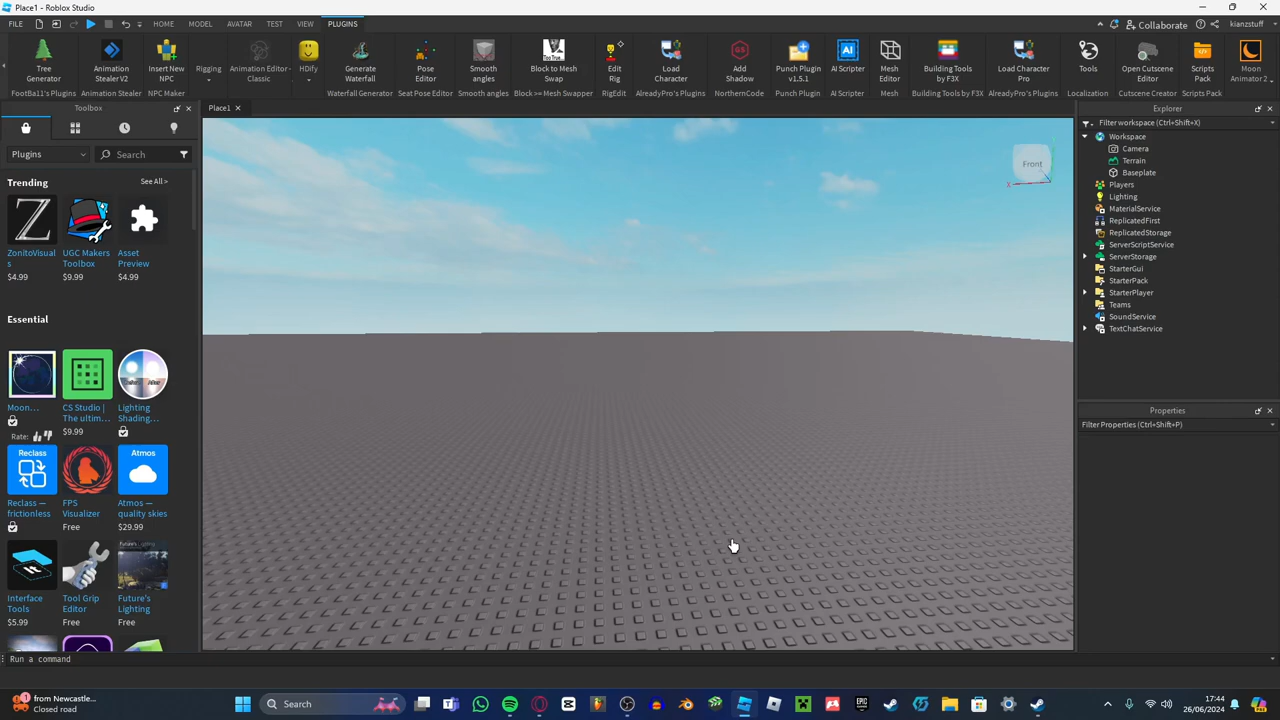 Place1 - Roblox Studio
FILE HOME MODEL AVATAR TEST VIEW PLUGINS
kianzstuff
Collaborate
Tree Generator
Animation Stealer V2
Insert New NPC
Rigging
Animation Editor - Classic
HDify
Generate Waterfall
Pose Editor
Smooth angles
Block to Mesh Swap
Edit Rig
Load Character
Add Shadow
Punch Plugin v1.5.1
AI Scripter
Mesh Editor
Building Tools by F3X
Load Character Pro
Tools
Open Cutscene Editor
Scripts Pack
Moon Animator 2
FootBa11's Plugins
Animation Stealer
NPC Maker
Waterfall Generator
Seat Pose Editor
Smooth angles
Block >= Mesh Swapper
RigEdit
AlreadyPro's Plugins
NorthernCode
Punch Plugin
AI Scripter
Mesh
Building Tools by F3X
AlreadyPro's Plugins
Localization
Cutscene Creator
Scripts Pack
Toolbox
Plugins
Search
Trending
See All >
ZonitoVisual
s
$4.99
UGC Makers
Toolbox
$9.99
Asset
Preview
$4.99
Essential
Moon...
Rate:
CS Studio |
The ultim...
$9.99
Lighting
Shading...
Reclass
Reclass —
frictionless
FPS
Visualizer
Free
Atmos
Atmos —
quality skies
$29.99
Interface
Tools
$5.99
Tool Grip
Editor
Free
Future's
Lighting
Free
Place1
Front
X
Explorer
Filter workspace (Ctrl+Shift+X)
Workspace
Camera
Terrain
Baseplate
Players
Lighting
MaterialService
ReplicatedFirst
ReplicatedStorage
ServerScriptService
ServerStorage
StarterGui
StarterPack
StarterPlayer
Teams
SoundService
TextChatService
Properties
Filter Properties (Ctrl+Shift+P)
Run a command
from Newcastle...
Closed road
Search
17:44
26/06/2024